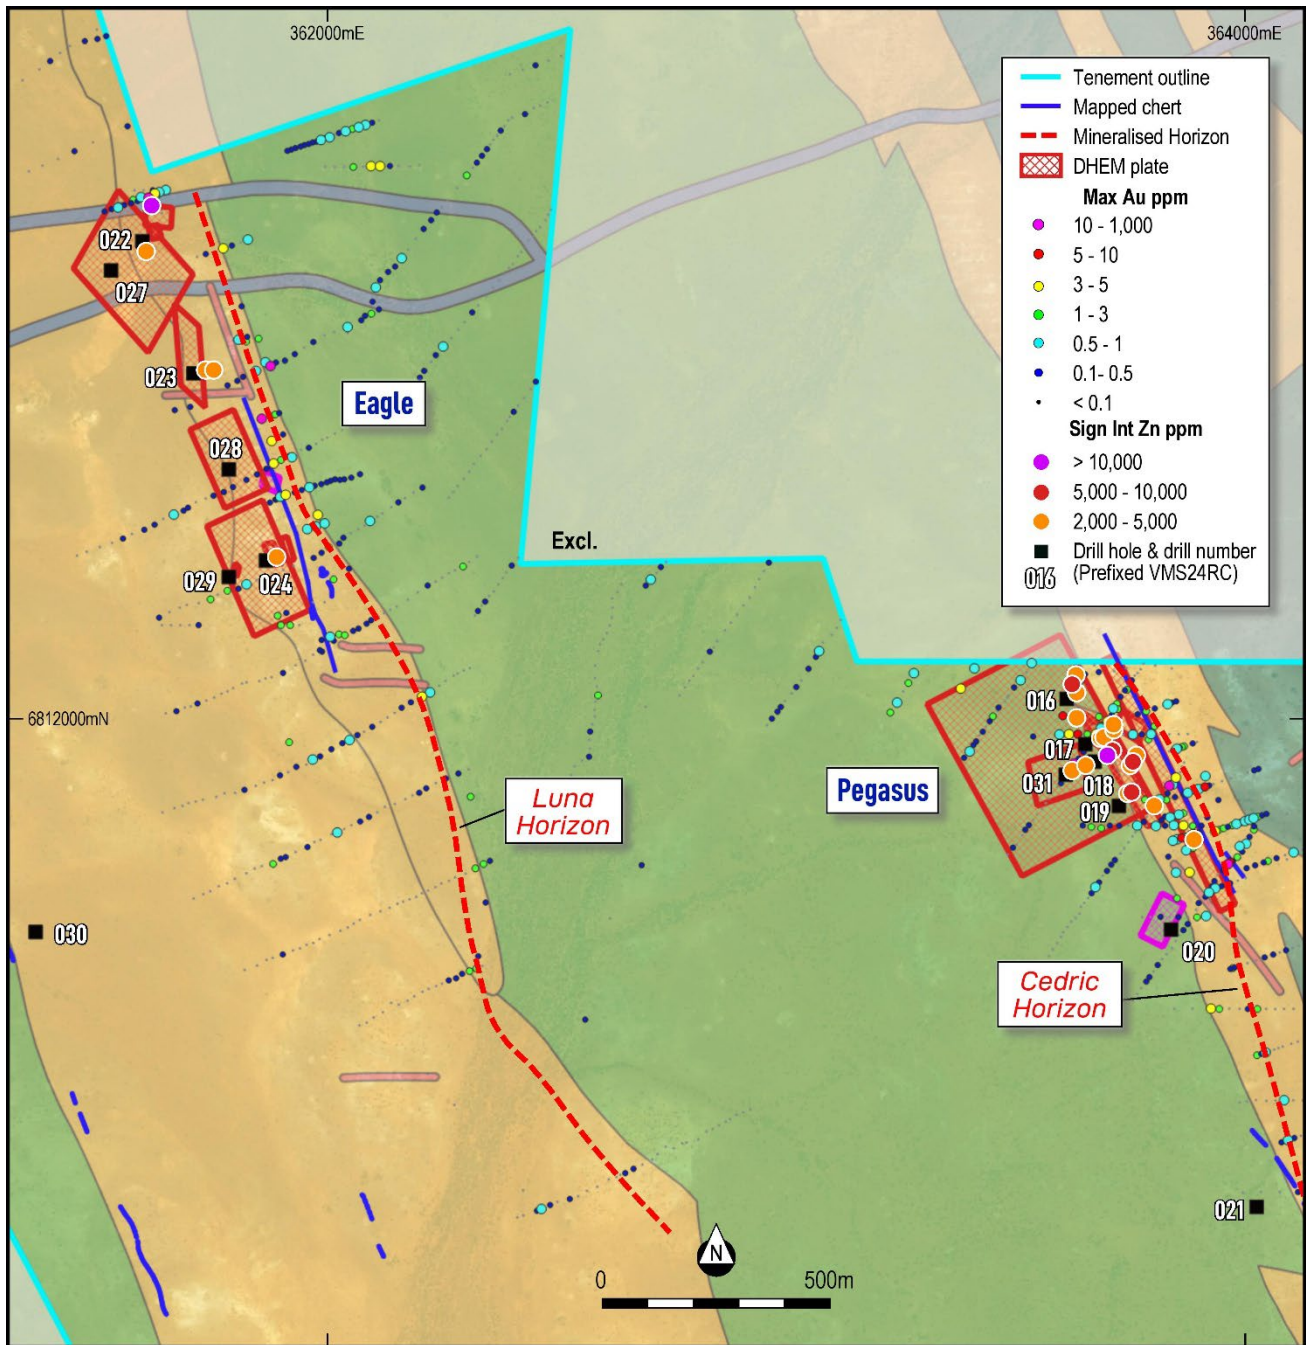 362000mE
364000mE
Tenement outline
Mapped chert
Mineralised Horizon
DHEM plate
Max Au ppm
10 - 1,000
5 - 10
3 - 5
1 - 3
0.5 - 1
0.1- 0.5
< 0.1
Sign Int Zn ppm
> 10,000
5,000 - 10,000
2,000 - 5,000
Drill hole & drill number
016 (Prefixed VMS24RC)
022
027
023
Eagle
028
Excl.
029
024
016
6812000mN
017
031
018
Pegasus
019
Luna
Horizon
030
020
Cedric
Horizon
021
N
0 500m